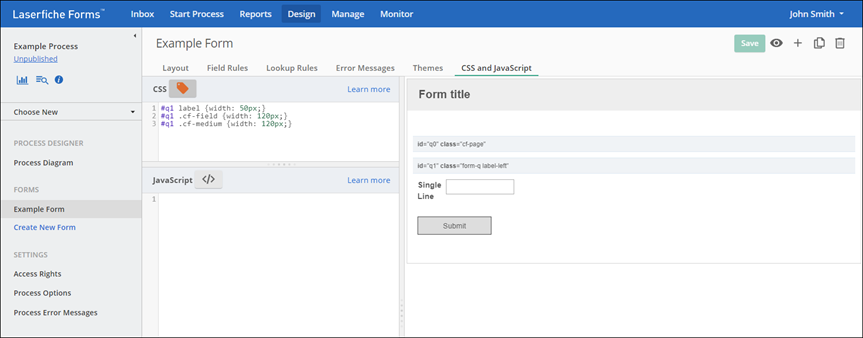 Laserfiche Forms™ Inbox Start Process Reports Design Manage Monitor John Smith
Example Process
Unpublished
Choose New
PROCESS DESIGNER
Process Diagram
FORMS
Example Form
Create New Form
SETTINGS
Access Rights
Process Options
Process Error Messages
Example Form Save
Layout Field Rules Lookup Rules Error Messages Themes CSS and JavaScript
CSS Learn more
1 #q1 label {width: 50px;}
2 #q1 .cf-field {width: 120px;}
3 #q1 .cf-medium {width: 120px;}
JavaScript </> Learn more
1
Form title
id="q0" class="cf-page"
id="q1" class="form-q label-left"
Single
Line
Submit